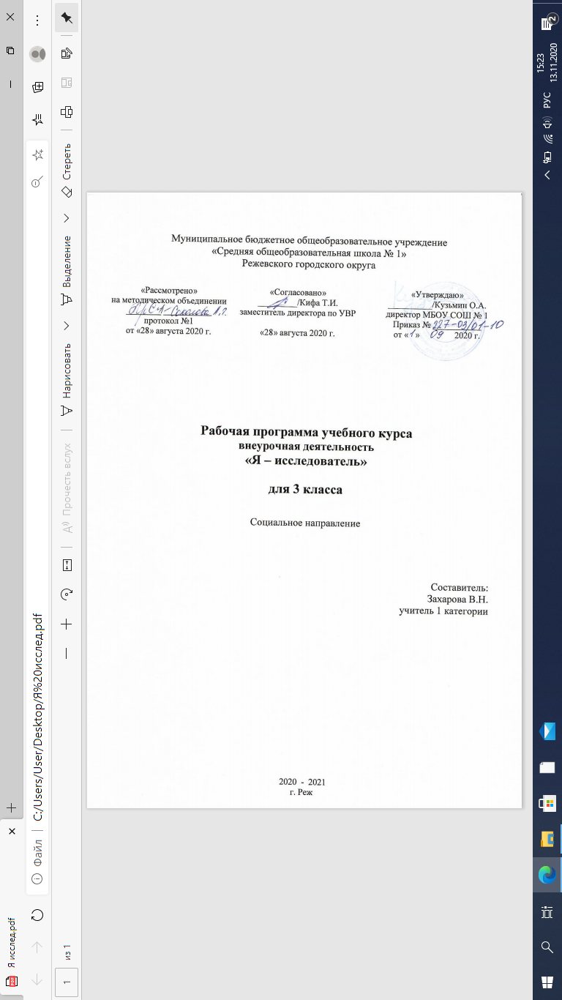 Я исслед.pdf
Файл
C:/Users/User/Desktop/Я%20исслед.pdf
1
из 1
Прочесть вслух
Нарисовать
Выделение
Стереть
Муниципальное бюджетное общеобразовательное учреждение
«Средняя общеобразовательная школа № 1»
Режевского городского округа
«Рассмотрено»
на методическом объединении
Соколова
протокол №1
от «28» августа 2020 г.
«Согласовано»
/Кифа Т.И.
заместитель директора по УВР
«28» августа 2020 г.
«Утверждаю»
/Кузьмин О.А.
директор МБОУ СОШ № 1
Приказ № 227-03/01-10
от «1» 09 2020 г.
Рабочая программа учебного курса
внеурочная деятельность
«Я – исследователь»
для 3 класса
Социальное направление
Составитель:
Захарова В.Н.
учитель 1 категории
2020 - 2021
г. Реж
РУС
15:23
13.11.2020
2